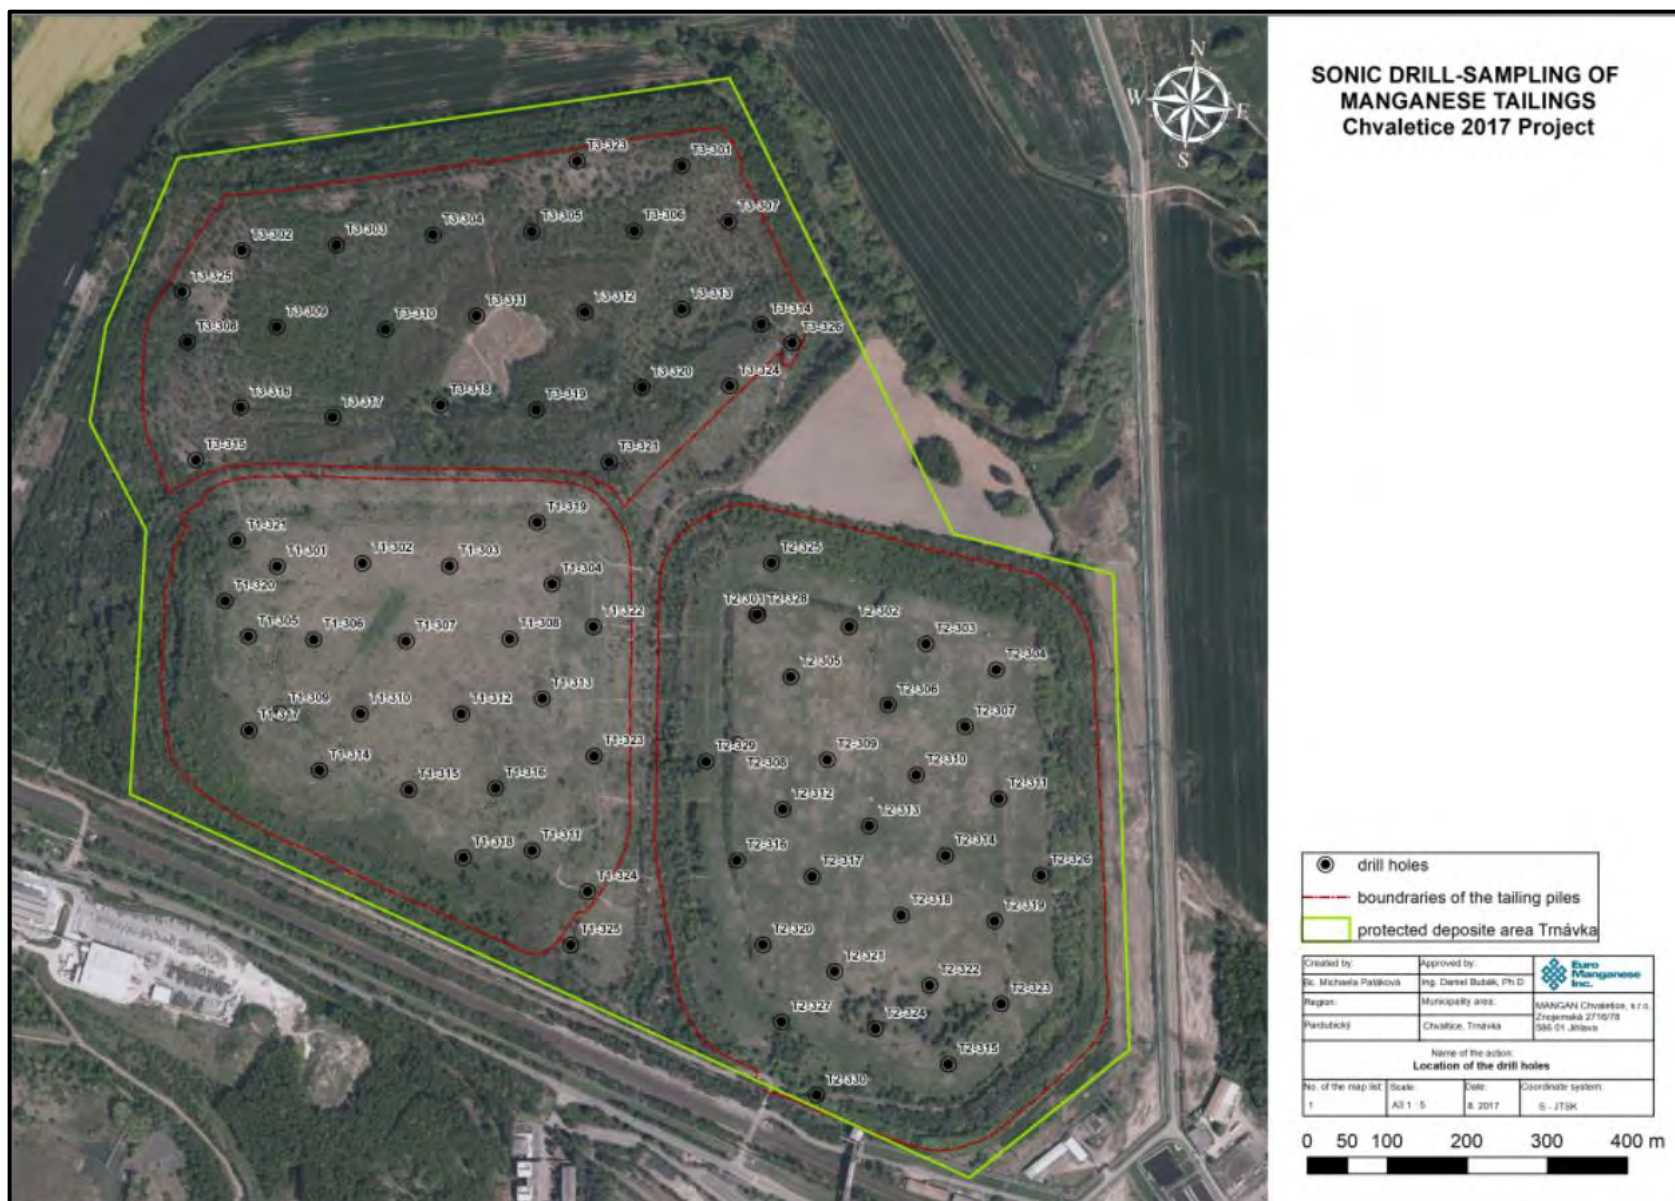 SONIC DRILL-SAMPLING OF
MANGANESE TAILINGS
Chvaletice 2017 Project
N
W
E
S
T3-323
T3-301
T3-307
T3-305
T3-306
T3-304
T3-303
T3-302
T3-325
T3-308
T3-309
T3-310
T3-311
T3-312
T3-313
T3-314
T3-326
T3-324
T3-320
T3-319
T3-318
T3-317
T3-316
T3-315
T3-321
T1-319
T1-321
T1-301
T1-302
T1-303
T1-304
T1-320
T1-305
T1-306
T1-307
T1-308
T1-322
T1-309
T1-317
T1-310
T1-312
T1-313
T1-314
T1-315
T1-316
T1-323
T1-318
T1-311
T1-324
T1-325
T2-325
T2-301 T2-328
T2-302
T2-303
T2-304
T2-305
T2-306
T2-307
T2-329
T2-308
T2-309
T2-310
T2-311
T2-312
T2-313
T2-314
T2-316
T2-317
T2-326
T2-318
T2-319
T2-320
T2-321
T2-322
T2-323
T2-327
T2-324
T2-315
T2-330
drill holes
boundraries of the tailing piles
protected deposite area Trnávka
Created by:
Approved by:
Euro
Manganese
Inc.
Bc. Michaela Patáková
Ing. Daniel Bubák, Ph.D
Region:
Municipality area:
MANGAN Chvaletice, s.r.o.
Znojemská 2716/78
586 01 Jihlava
Pardubický
Chvaltice, Trnávka
Name of the action:
Location of the drill holes
No. of the map list:
Scale:
Date:
Coordinate system:
1
A3 1 : 5
8. 2017
S - JTSK
0 50 100 200 300 400 m